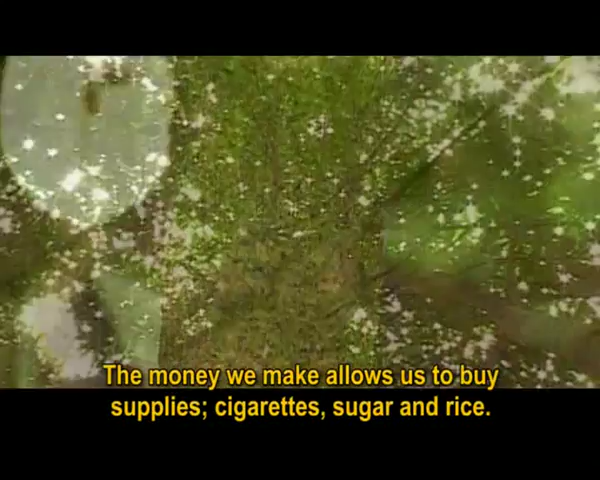 The money we make allows us to buy
supplies; cigarettes, sugar and rice.